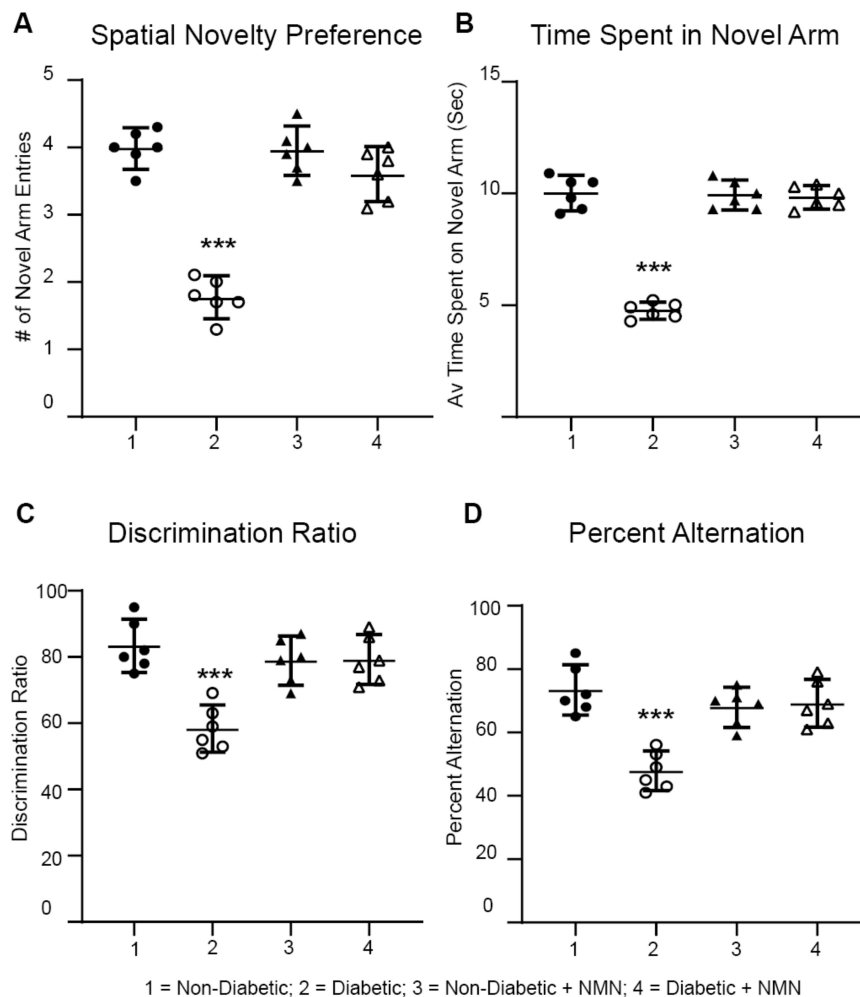 A
Spatial Novelty Preference
# of Novel Arm Entries
5
4
3
2
1
0
***
1 2 3 4
B
Time Spent in Novel Arm
Av Time Spent on Novel Arm (Sec)
15
10
5
0
***
1 2 3 4
C
Discrimination Ratio
Discrimination Ratio
100
80
60
80
20
0
***
1 2 3 4
D
Percent Alternation
Percent Alternation
100
80
60
40
20
0
***
1 2 3 4
1 = Non-Diabetic; 2 = Diabetic; 3 = Non-Diabetic + NMN; 4 = Diabetic + NMN